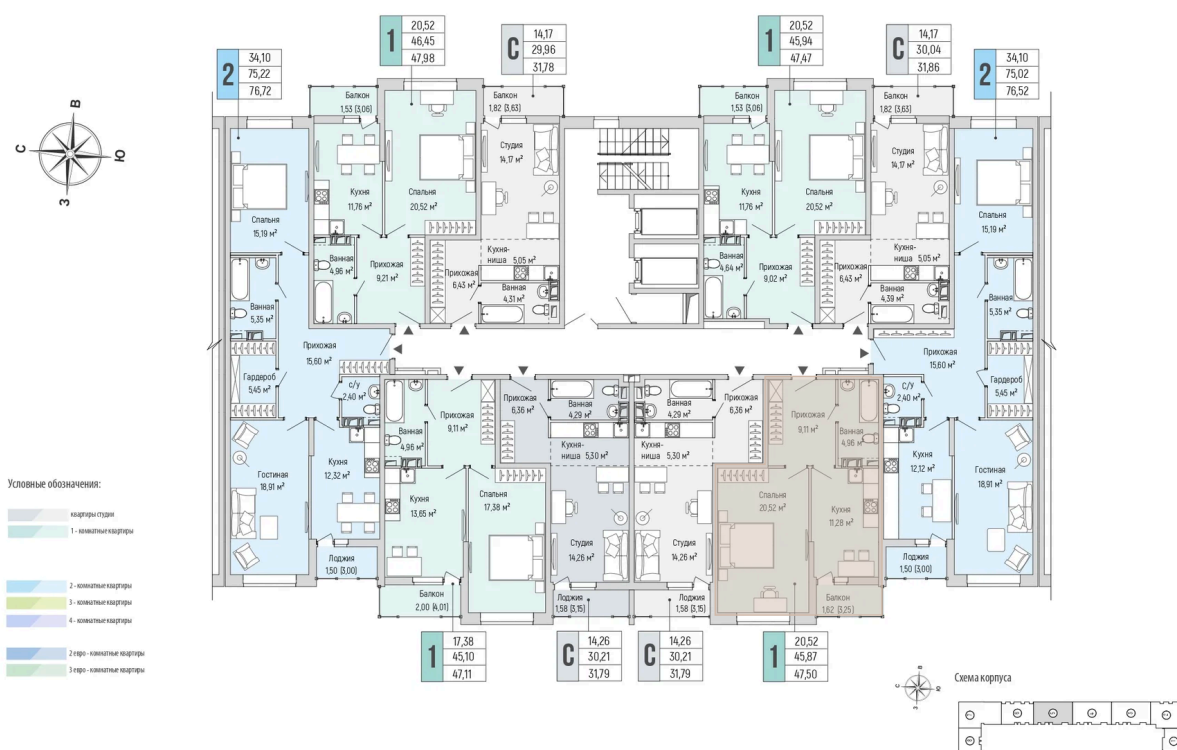 1
20,52
46,45
47,98
С
14,17
29,96
31,78
1
20,52
45,94
47,47
С
14,17
30,04
31,86
2
34,10
75,22
76,72
2
34,10
75,02
76,52
В
С
Ю
З
Балкон
1,53 (3,06)
Балкон
1,82 (3,63)
Балкон
1,53 (3,06)
Балкон
1,82 (3,63)
Спальня
15,19 м²
Кухня
11,76 м²
Спальня
20,52 м²
Студия
14,17 м²
Кухня
11,76 м²
Спальня
20,52 м²
Студия
14,17 м²
Спальня
15,19 м²
Ванная
4,96 м²
Прихожая
9,21 м²
Прихожая
6,43 м²
Кухня-
ниша 5,05 м²
Ванная
4,31 м²
Ванная
4,64 м²
Прихожая
9,02 м²
Прихожая
6,43 м²
Кухня-
ниша 5,05 м²
Ванная
4,39 м²
Ванная
5,35 м²
Ванная
5,35 м²
Прихожая
15,60 м²
Прихожая
15,60 м²
Гардероб
5,45 м²
с/у
2,40 м²
Ванная
4,96 м²
Прихожая
9,11 м²
Прихожая
6,36 м²
Ванная
4,29 м²
Ванная
4,29 м²
Прихожая
6,36 м²
Прихожая
9,11 м²
Ванная
4,96 м²
С/У
2,40 м²
Гардероб
5,45 м²
Кухня-
ниша 5,30 м²
Кухня-
ниша 5,30 м²
Гостиная
18,91 м²
Кухня
12,32 м²
Кухня
13,65 м²
Спальня
17,38 м²
Студия
14,26 м²
Студия
14,26 м²
Спальня
20,52 м²
Кухня
11,28 м²
Кухня
12,12 м²
Гостиная
18,91 м²
Лоджия
1,50 (3,00)
Балкон
2,00 (4,01)
Лоджия
1,58 (3,15)
Лоджия
1,58 (3,15)
Балкон
1,62 (3,25)
Лоджия
1,50 (3,00)
1
17,38
45,10
47,11
С
14,26
30,21
31,79
С
14,26
30,21
31,79
1
20,52
45,87
47,50
Условные обозначения:
квартиры студии
1 - комнатные квартиры
2 - комнатные квартиры
3 - комнатные квартиры
4 - комнатные квартиры
2 евро - комнатные квартиры
3 евро - комнатные квартиры
В
С
Ю
З
Схема корпуса